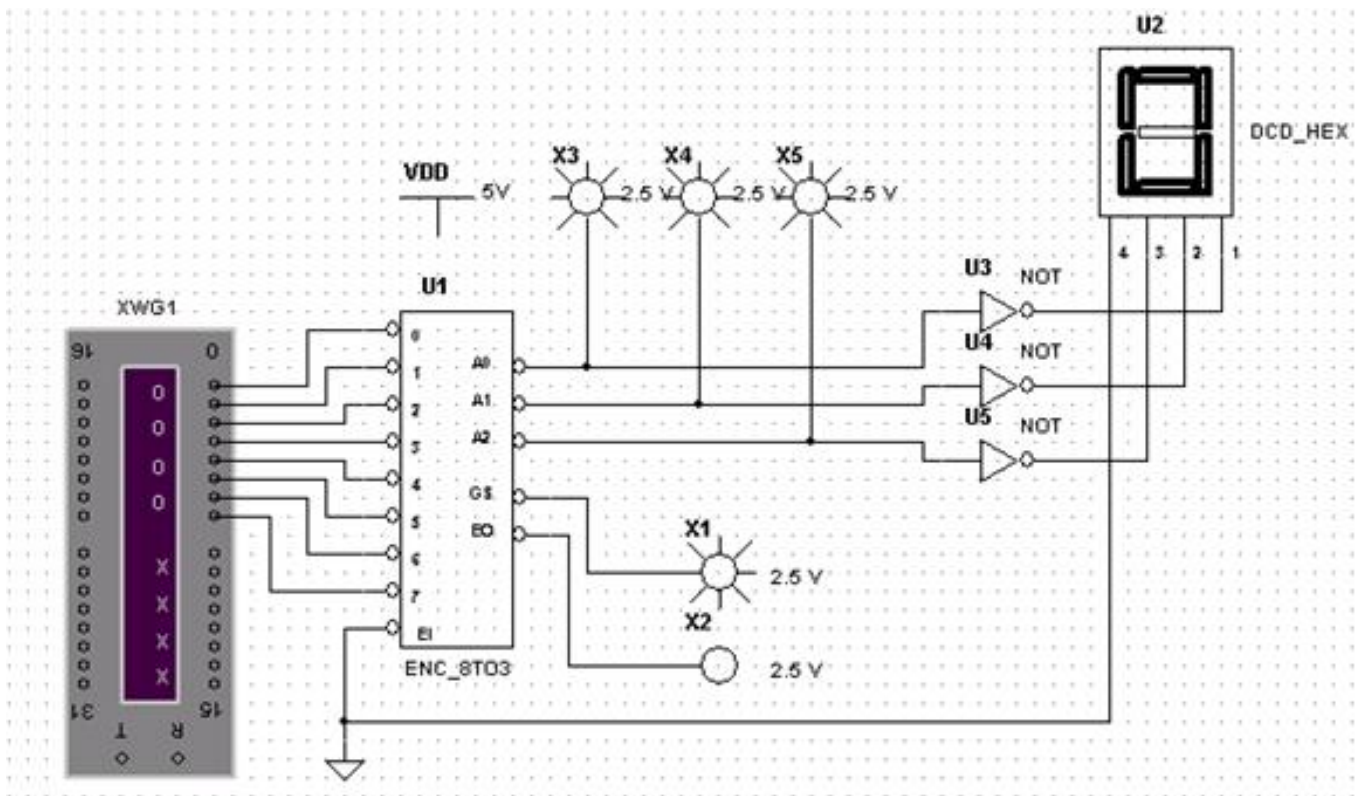 U2
DCD_HEX
4 3 2 1
X3 2.5 V
X4 2.5 V
X5 2.5 V
VDD
5V
U3 NOT
U4 NOT
U5 NOT
U1
0
1
2
3
4
5
6
7
EI
A0
A1
A2
GS
EO
ENC_8TO3
X1
2.5 V
X2
2.5 V
XWG1
16 0
0
0
0
0
X
X
X
X
31 15
T R